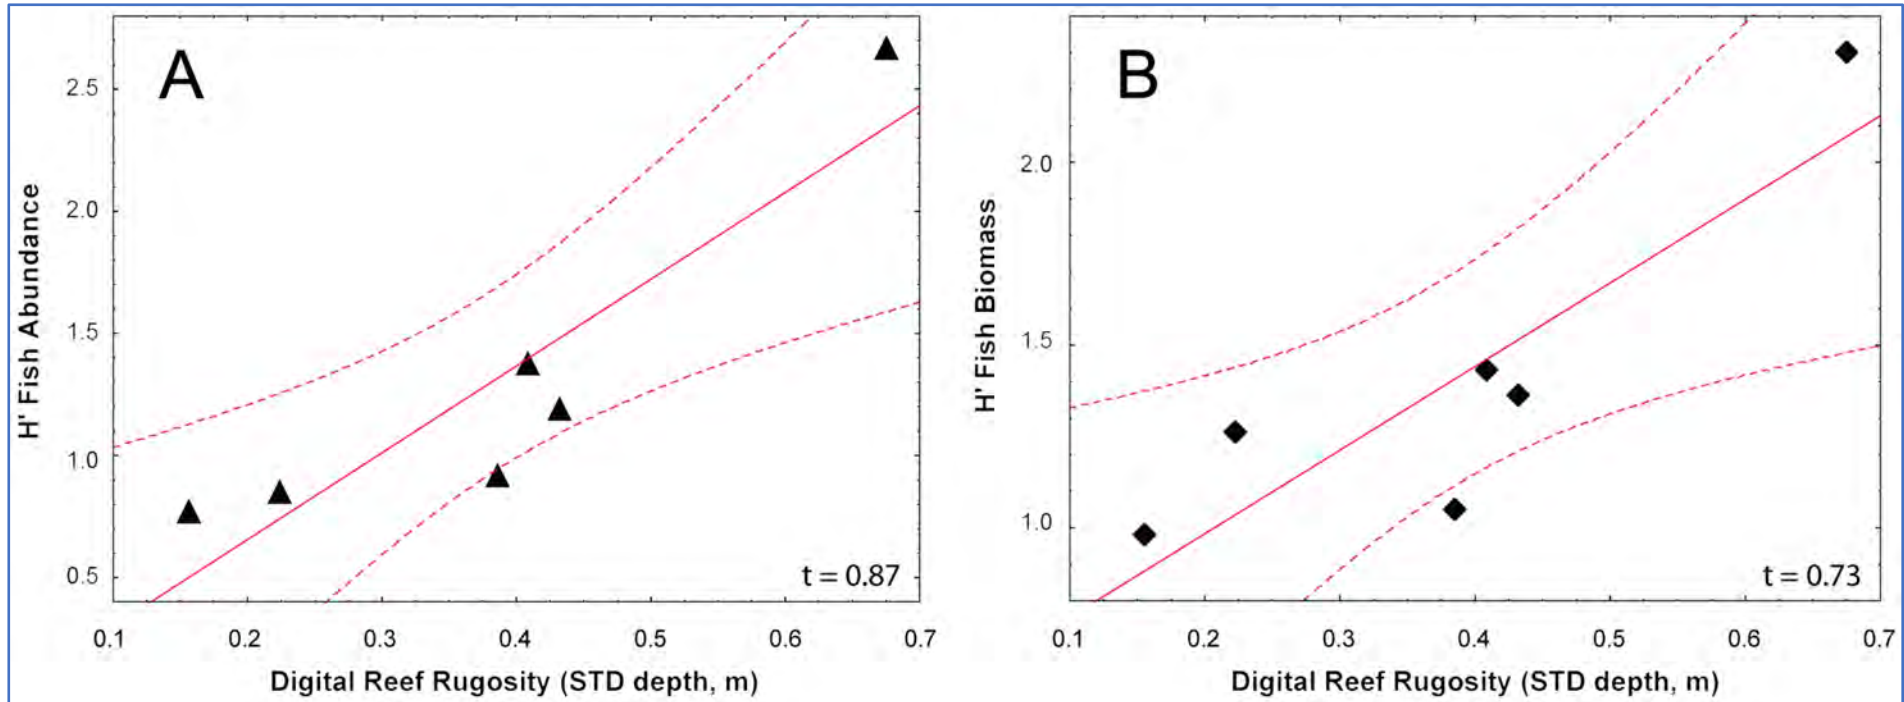 A
H' Fish Abundance
2.5
2.0
1.5
1.0
0.5
t = 0.87
0.1 0.2 0.3 0.4 0.5 0.6 0.7
Digital Reef Rugosity (STD depth, m)
B
H' Fish Biomass
2.0
1.5
1.0
t = 0.73
0.1 0.2 0.3 0.4 0.5 0.6 0.7
Digital Reef Rugosity (STD depth, m)